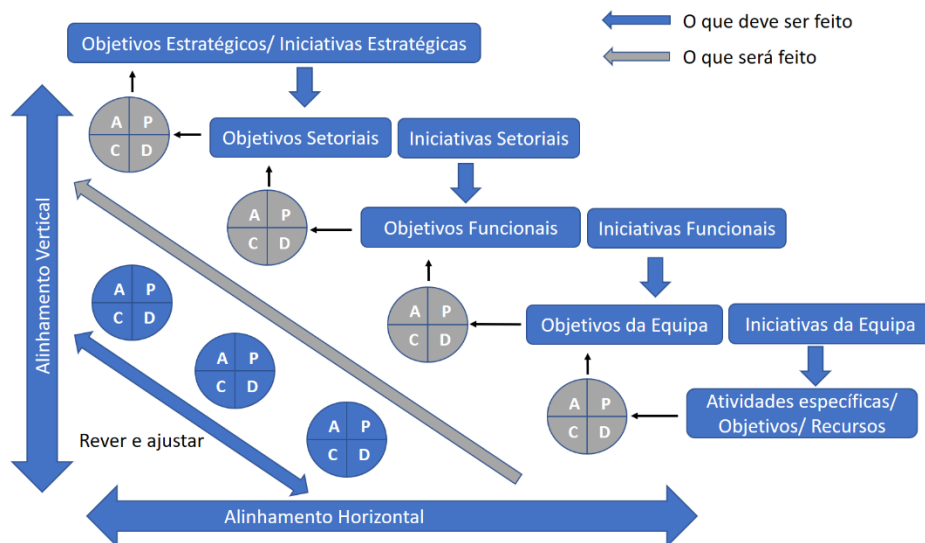 O que deve ser feito
O que será feito
Objetivos Estratégicos/ Iniciativas Estratégicas
A P
C D
Objetivos Setoriais
Iniciativas Setoriais
A P
C D
Objetivos Funcionais
Iniciativas Funcionais
A P
C D
Objetivos da Equipa
Iniciativas da Equipa
A P
C D
Atividades específicas/
Objetivos/ Recursos
Alinhamento Vertical
A P
C D
A P
C D
A P
C D
Rever e ajustar
Alinhamento Horizontal